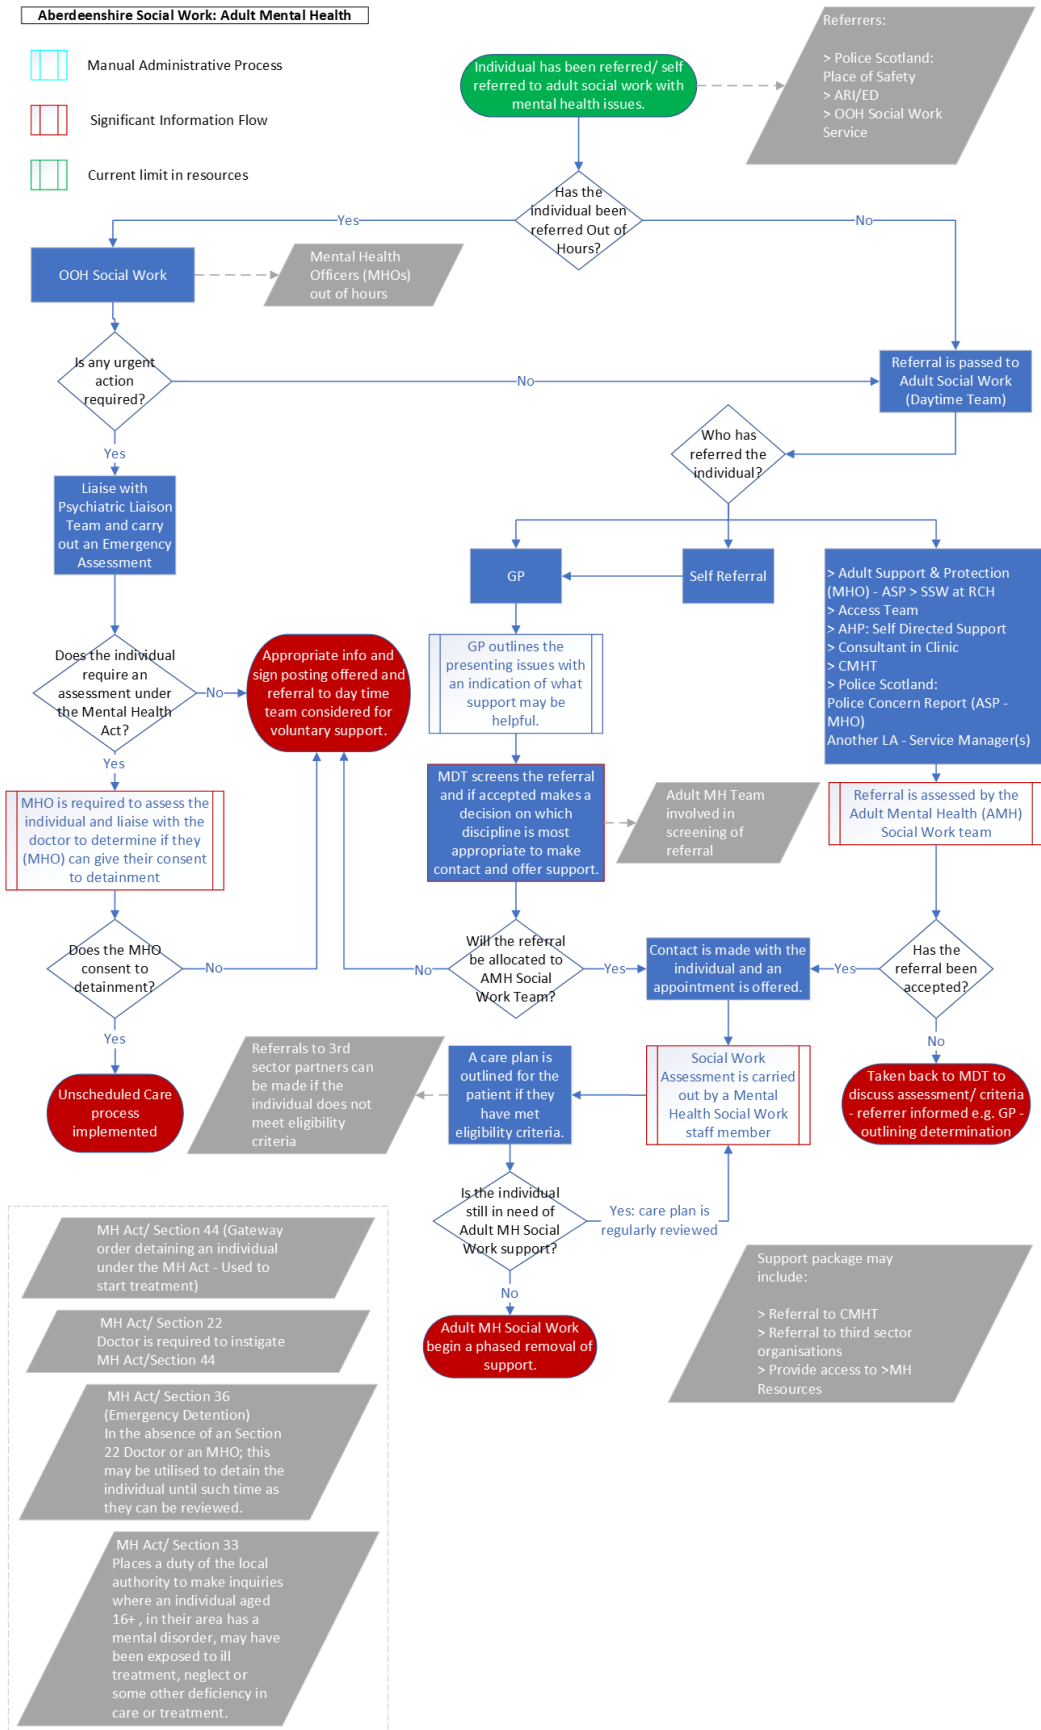 Aberdeenshire Social Work: Adult Mental Health
Manual Administrative Process
Significant Information Flow
Current limit in resources
Individual has been referred/ self
referred to adult social work with
mental health issues.
Referrers:
> Police Scotland:
Place of Safety
> ARI/ED
> OOH Social Work
Service
Has the
individual been
referred Out of
Hours?
Yes
No
OOH Social Work
Mental Health
Officers (MHOs)
out of hours
Is any urgent
action
required?
No
Referral is passed to
Adult Social Work
(Daytime Team)
Yes
Who has
referred the
individual?
Liaise with
Psychiatric Liaison
Team and carry
out an Emergency
Assessment
GP
Self Referral
> Adult Support & Protection
(MHO) - ASP > SSW at RCH
> Access Team
> AHP: Self Directed Support
> Consultant in Clinic
> CMHT
> Police Scotland:
Police Concern Report (ASP -
MHO)
Another LA - Service Manager(s)
Does the individual
require an
assessment under
the Mental Health
Act?
No
Appropriate info and
sign posting offered and
referral to day time
team considered for
voluntary support.
GP outlines the
presenting issues with
an indication of what
support may be
helpful.
Yes
MHO is required to assess the
individual and liaise with the
doctor to determine if they
(MHO) can give their consent
to detainment
MDT screens the referral
and if accepted makes a
decision on which
discipline is most
appropriate to make
contact and offer support.
Adult MH Team
involved in
screening of
referral
Referral is assessed by the
Adult Mental Health (AMH)
Social Work team
Does the MHO
consent to
detainment?
No
No
Will the referral
be allocated to
AMH Social
Work Team?
Yes
Contact is made with the
individual and an
appointment is offered.
Yes
Has the
referral been
accepted?
Yes
No
Unscheduled Care
process
implemented
Referrals to 3rd
sector partners can
be made if the
individual does not
meet eligibility
criteria
A care plan is
outlined for the
patient if they
have met
eligibility criteria.
Social Work
Assessment is carried
out by a Mental
Health Social Work
staff member
Taken back to MDT to
discuss assessment/ criteria
- referrer informed e.g. GP -
outlining determination
Is the individual
still in need of
Adult MH Social
Work support?
Yes: care plan is
regularly reviewed
No
Adult MH Social Work
begin a phased removal of
support.
Support package may
include:
> Referral to CMHT
> Referral to third sector
organisations
> Provide access to >MH
Resources
MH Act/ Section 44 (Gateway
order detaining an individual
under the MH Act - Used to
start treatment)
MH Act/ Section 22
Doctor is required to instigate
MH Act/Section 44
MH Act/ Section 36
(Emergency Detention)
In the absence of an Section
22 Doctor or an MHO; this
may be utilised to detain the
individual until such time as
they can be reviewed.
MH Act/ Section 33
Places a duty of the local
authority to make inquiries
where an individual aged
16+ , in their area has a
mental disorder, may have
been exposed to ill
treatment, neglect or
some other deficiency in
care or treatment.